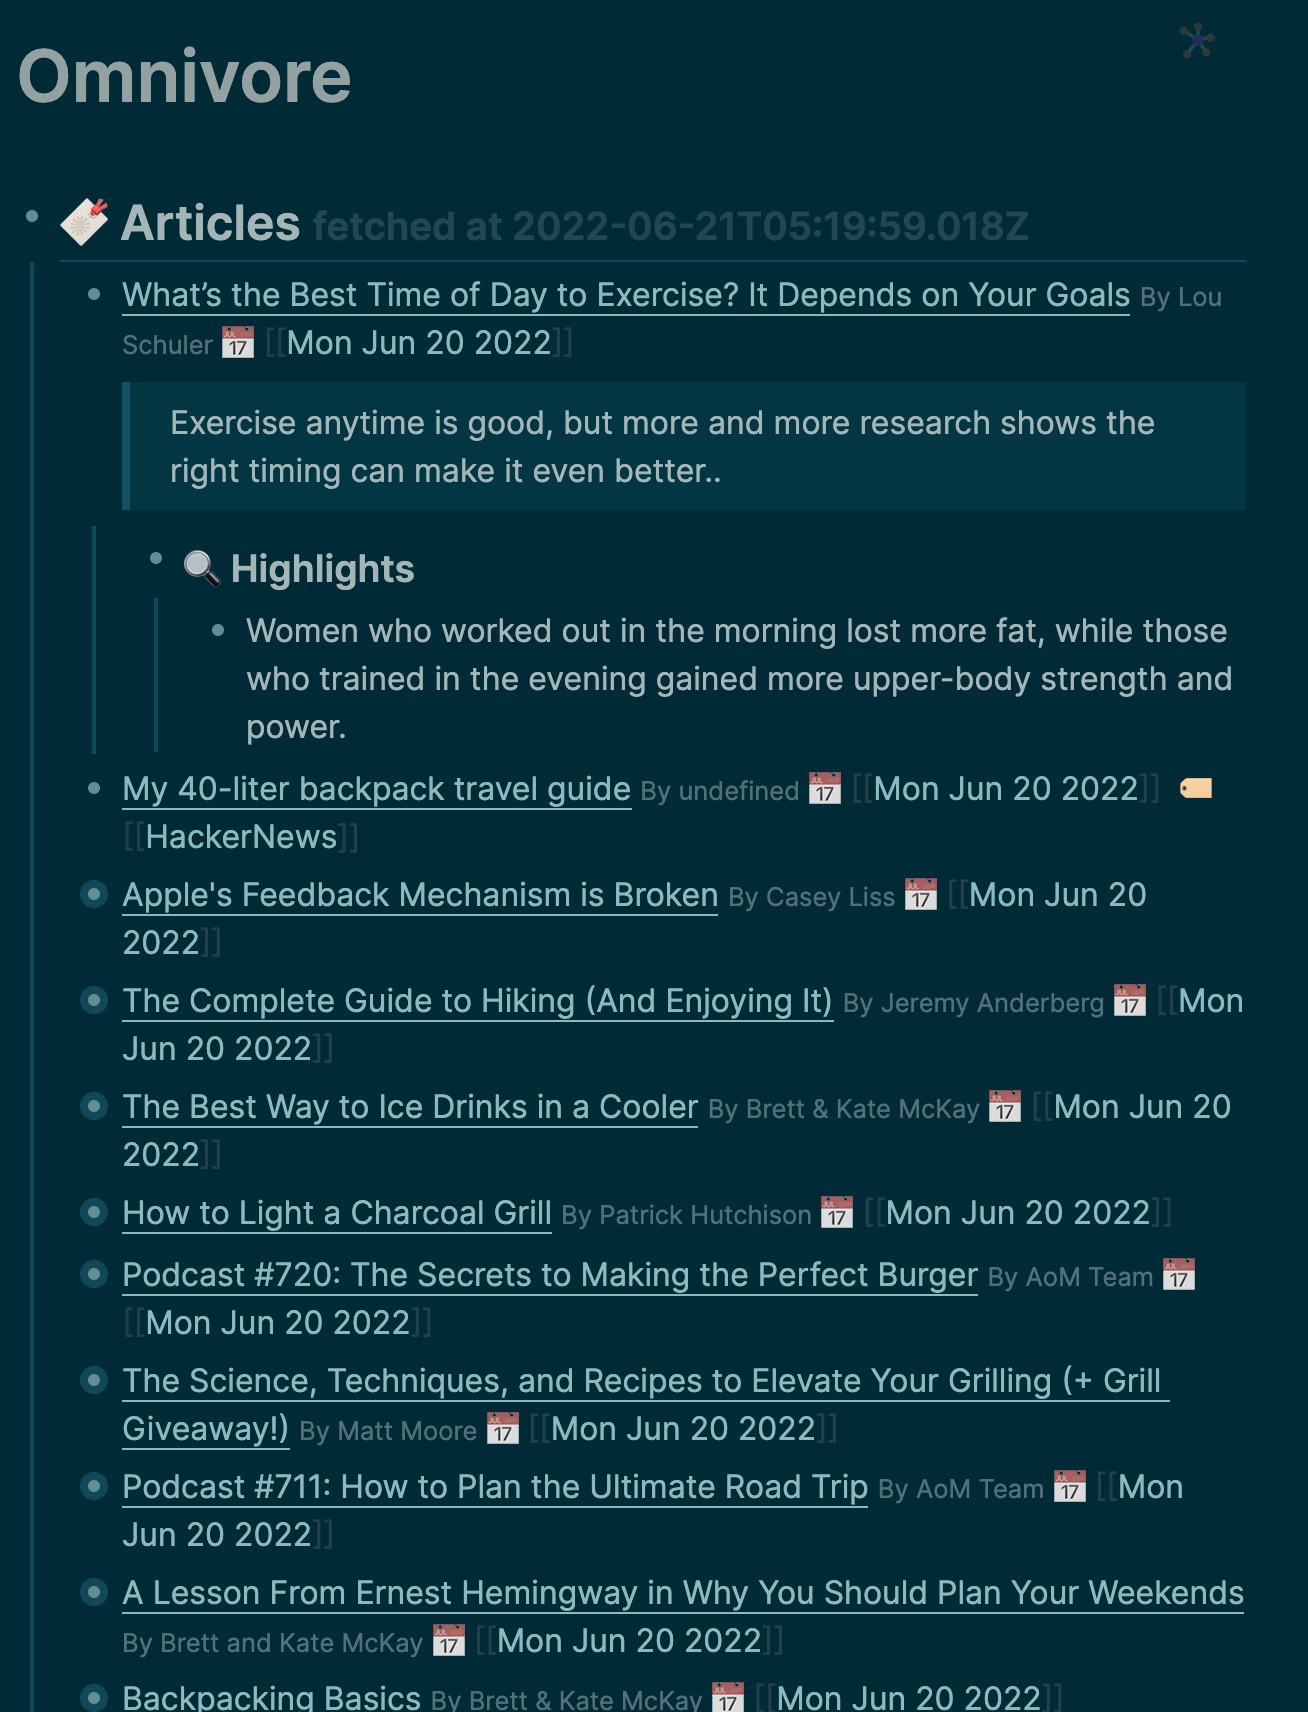 Omnivore
Articles fetched at 2022-06-21T05:19:59.018Z
What’s the Best Time of Day to Exercise? It Depends on Your Goals By Lou
Schuler 📅 [[Mon Jun 20 2022]]
Exercise anytime is good, but more and more research shows the
right timing can make it even better..
🔍 Highlights
Women who worked out in the morning lost more fat, while those
who trained in the evening gained more upper-body strength and
power.
My 40-liter backpack travel guide By undefined 📅 [[Mon Jun 20 2022]] 🏷️
[[HackerNews]]
Apple's Feedback Mechanism is Broken By Casey Liss 📅 [[Mon Jun 20
2022]]
The Complete Guide to Hiking (And Enjoying It) By Jeremy Anderberg 📅 [[Mon
Jun 20 2022]]
The Best Way to Ice Drinks in a Cooler By Brett & Kate McKay 📅 [[Mon Jun 20
2022]]
How to Light a Charcoal Grill By Patrick Hutchison 📅 [[Mon Jun 20 2022]]
Podcast #720: The Secrets to Making the Perfect Burger By AoM Team 📅
[[Mon Jun 20 2022]]
The Science, Techniques, and Recipes to Elevate Your Grilling (+ Grill
Giveaway!) By Matt Moore 📅 [[Mon Jun 20 2022]]
Podcast #711: How to Plan the Ultimate Road Trip By AoM Team 📅 [[Mon
Jun 20 2022]]
A Lesson From Ernest Hemingway in Why You Should Plan Your Weekends
By Brett and Kate McKay 📅 [[Mon Jun 20 2022]]
Backpacking Basics By Brett & Kate McKay 📅 [[Mon Jun 20 2022]]